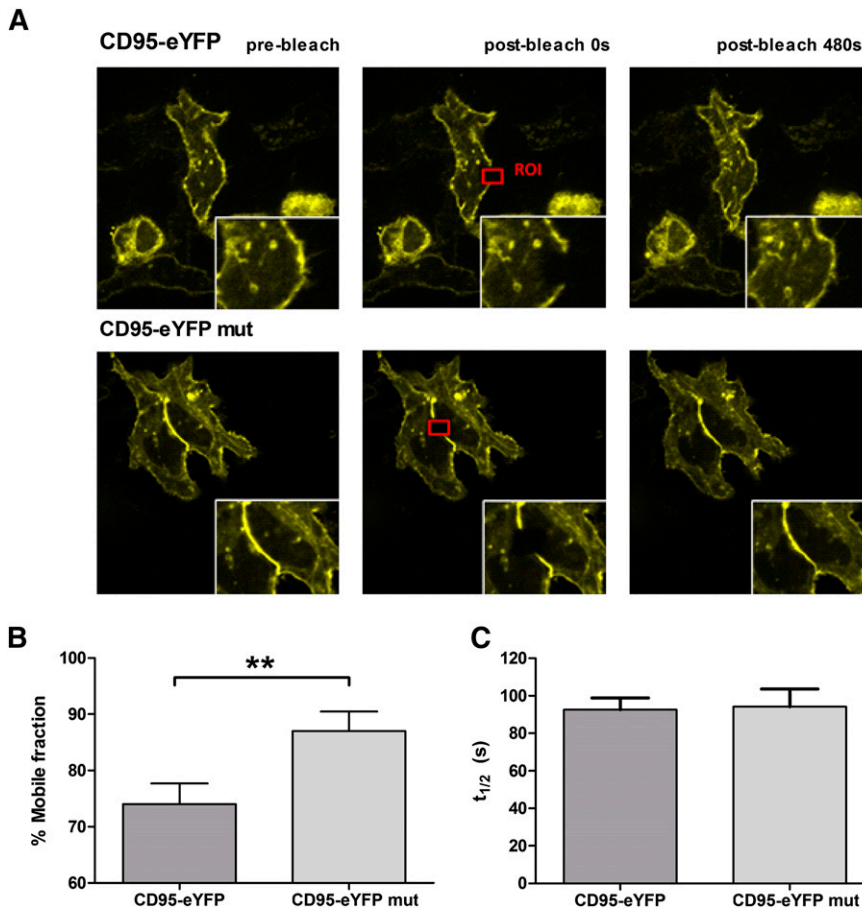 A
CD95-eYFP pre-bleach post-bleach 0s post-bleach 480s
ROI
CD95-eYFP mut
B
**
100
90
80
70
60
% Mobile fraction
CD95-eYFP CD95-eYFP mut
C
120
100
80
60
40
20
0
t1/2 (s)
CD95-eYFP CD95-eYFP mut